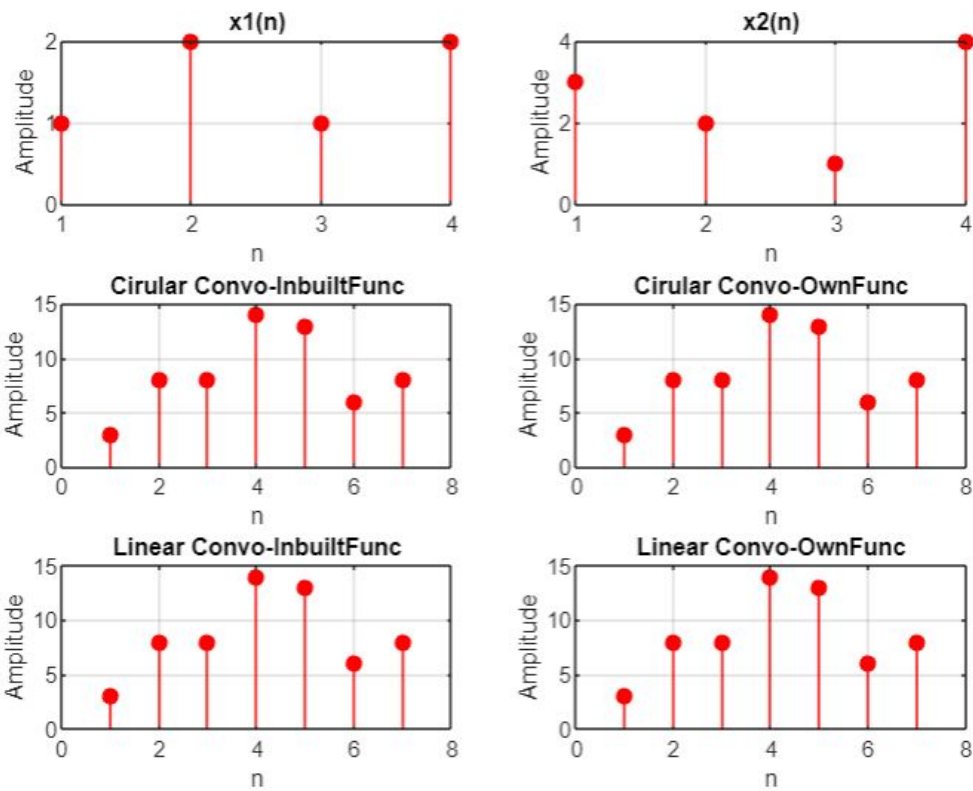 x1(n)
Amplitude
2
1
0
1 2 3 4
n
x2(n)
Amplitude
4
2
0
1 2 3 4
n
Cirular Convo-InbuiltFunc
Amplitude
15
10
5
0
0 2 4 6 8
n
Cirular Convo-OwnFunc
Amplitude
15
10
5
0
0 2 4 6 8
n
Linear Convo-InbuiltFunc
Amplitude
15
10
5
0
0 2 4 6 8
n
Linear Convo-OwnFunc
Amplitude
15
10
5
0
0 2 4 6 8
n